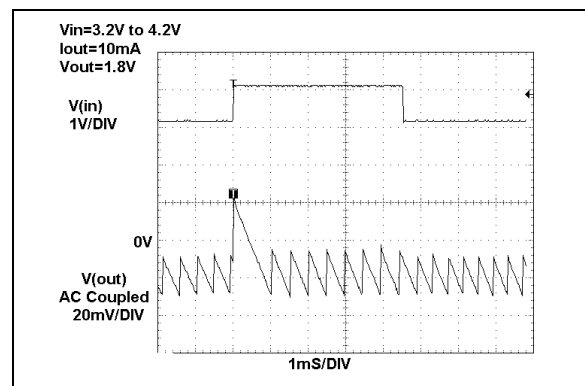 Vin=3.2V to 4.2V
Iout=10mA
Vout=1.8V
V(in)
1V/DIV
T
T
0V
V(out)
AC Coupled
20mV/DIV
1mS/DIV